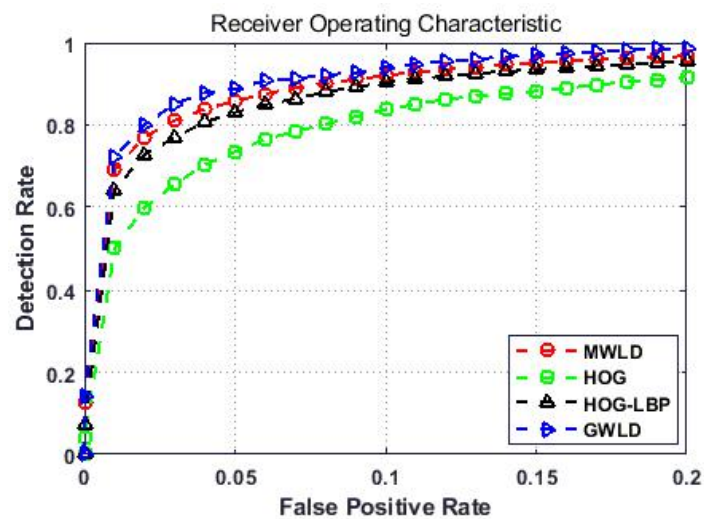 Receiver Operating Characteristic
1
0.8
0.6
0.4
0.2
0
Detection Rate
0
0.05
0.1
0.15
0.2
False Positive Rate
MWLD
HOG
HOG-LBP
GWLD